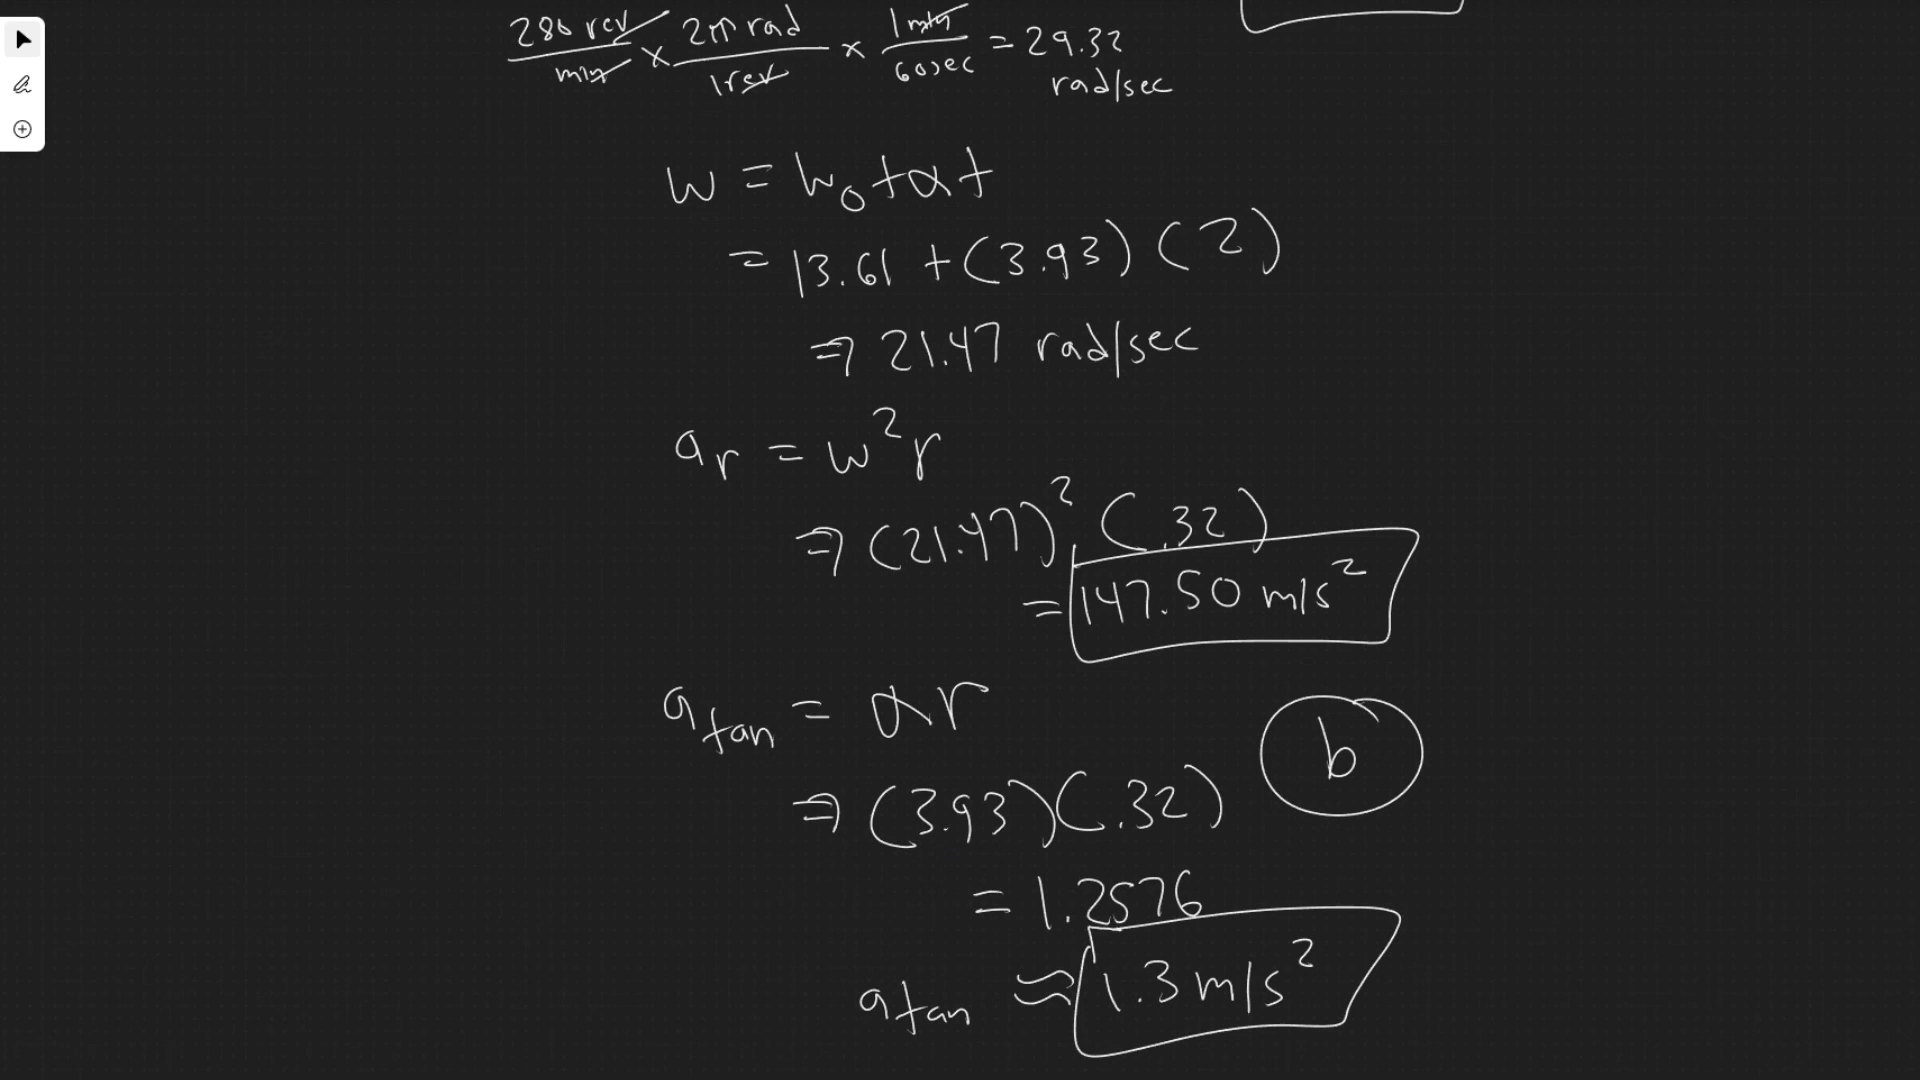 280 rev/min × 2π rad/1 rev × 1 min/60 sec = 29.32 rad/sec
w = w₀ + αt
= 13.61 + (3.93) (2)
⇒ 21.47 rad/sec
aᵣ = w²r
⇒ (21.47)² (.32)
= 147.50 m/s²
a_tan = αr
b
⇒ (3.93)(.32)
= 1.2576
a_tan ≈ 1.3 m/s²